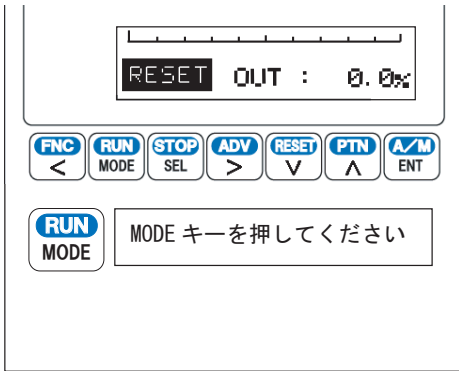 RESET OUT : 0.0%
FNC RUN STOP ADV RESET PTN A/M
< MODE SEL > ∨ ∧ ENT
RUN
MODE
MODE キーを押してください